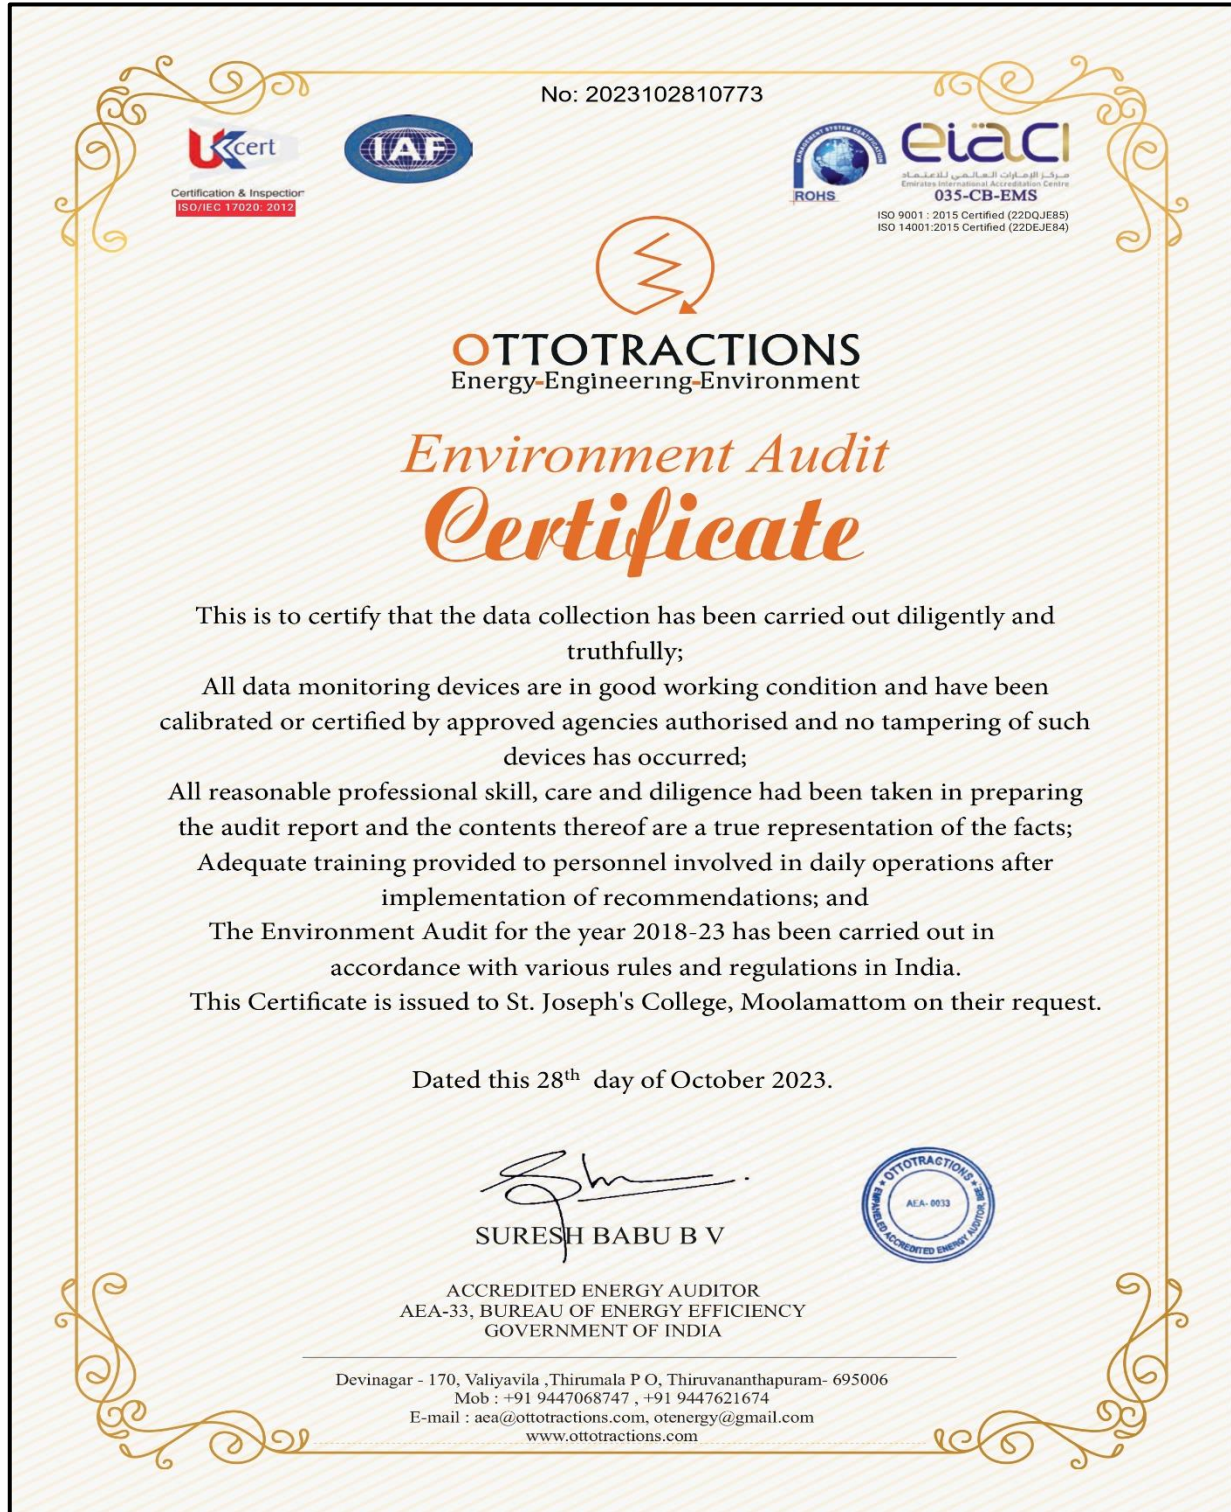 No: 2023102810773
UKcert
Certification & Inspection
ISO/IEC 17020: 2012
IAF
MANAGEMENT SYSTEM CERTIFICATION
ROHS
eiaci
مركز الإمارات العالمي للاعتماد
Emirates International Accreditation Centre
035-CB-EMS
ISO 9001 : 2015 Certified (22DQJE85)
ISO 14001:2015 Certified (22DEJE84)
OTTOTRACTIONS
Energy-Engineering-Environment
Environment Audit
Certificate
This is to certify that the data collection has been carried out diligently and
truthfully;
All data monitoring devices are in good working condition and have been
calibrated or certified by approved agencies authorised and no tampering of such
devices has occurred;
All reasonable professional skill, care and diligence had been taken in preparing
the audit report and the contents thereof are a true representation of the facts;
Adequate training provided to personnel involved in daily operations after
implementation of recommendations; and
The Environment Audit for the year 2018-23 has been carried out in
accordance with various rules and regulations in India.
This Certificate is issued to St. Joseph's College, Moolamattom on their request.
Dated this 28th day of October 2023.
SURESH BABU B V
OTTOTRACTIONS
EMPANELED ACCREDITED ENERGY AUDITOR, BEE
AEA- 0033
ACCREDITED ENERGY AUDITOR
AEA-33, BUREAU OF ENERGY EFFICIENCY
GOVERNMENT OF INDIA
Devinagar - 170, Valiyavila ,Thirumala P O, Thiruvananthapuram- 695006
Mob : +91 9447068747 , +91 9447621674
E-mail : aea@ottotractions.com, otenergy@gmail.com
www.ottotractions.com